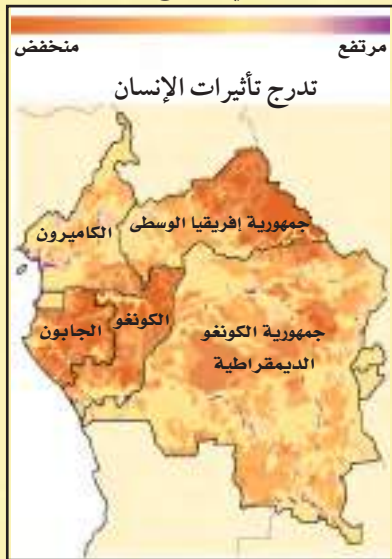 مرتفع منخفض
تدرج تأثيرات الإنسان
الكاميرون جمهورية إفريقيا الوسطى
الجابون الكونغو جمهورية الكونغو
الديمقراطية